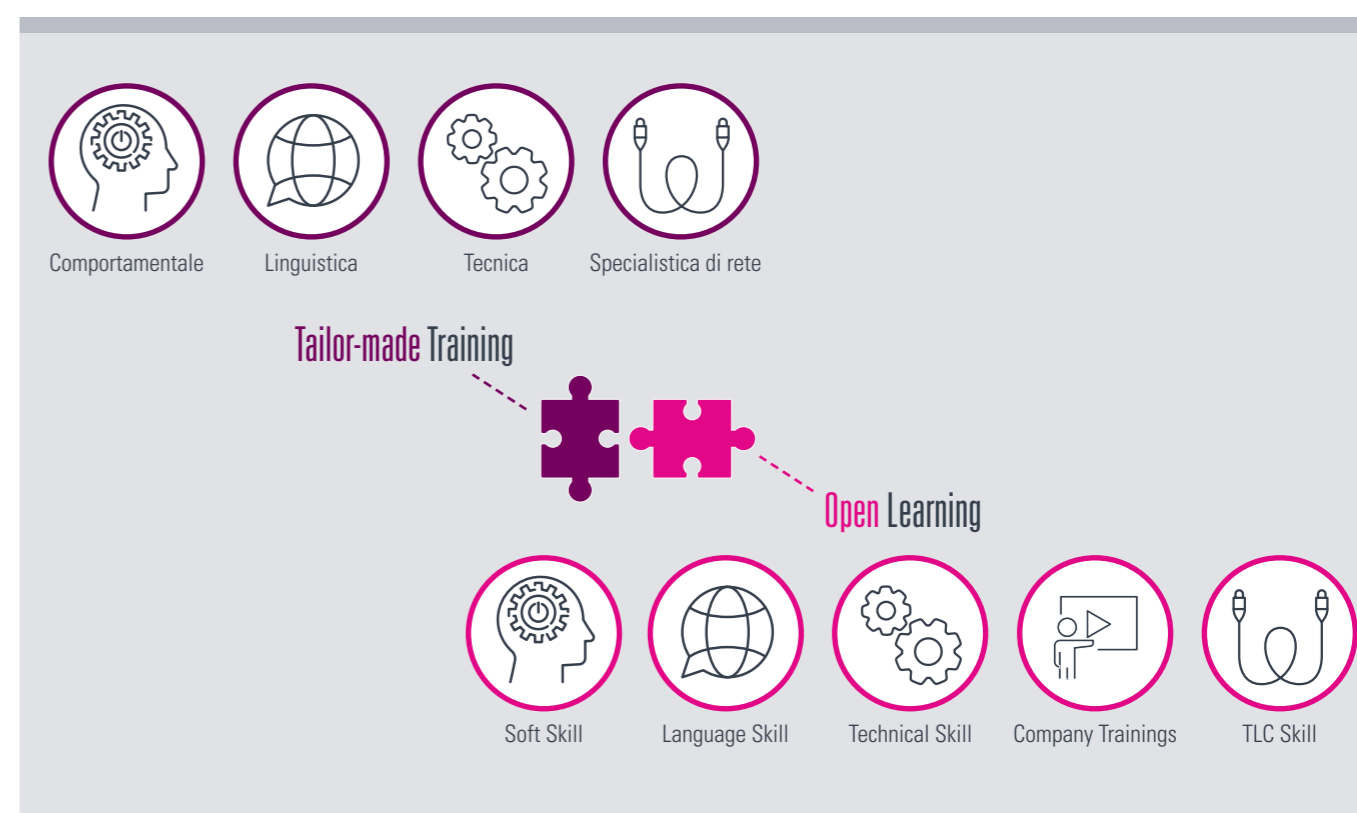 Comportamentale
Linguistica
Tecnica
Specialistica di rete
Tailor-made Training
Open Learning
Soft Skill
Language Skill
Technical Skill
Company Trainings
TLC Skill